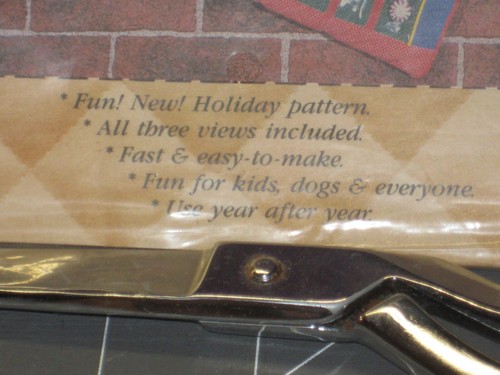 * Fun! New! Holiday pattern.
* All three views included.
* Fast & easy-to-make.
* Fun for kids, dogs & everyone.
* Use year after year.